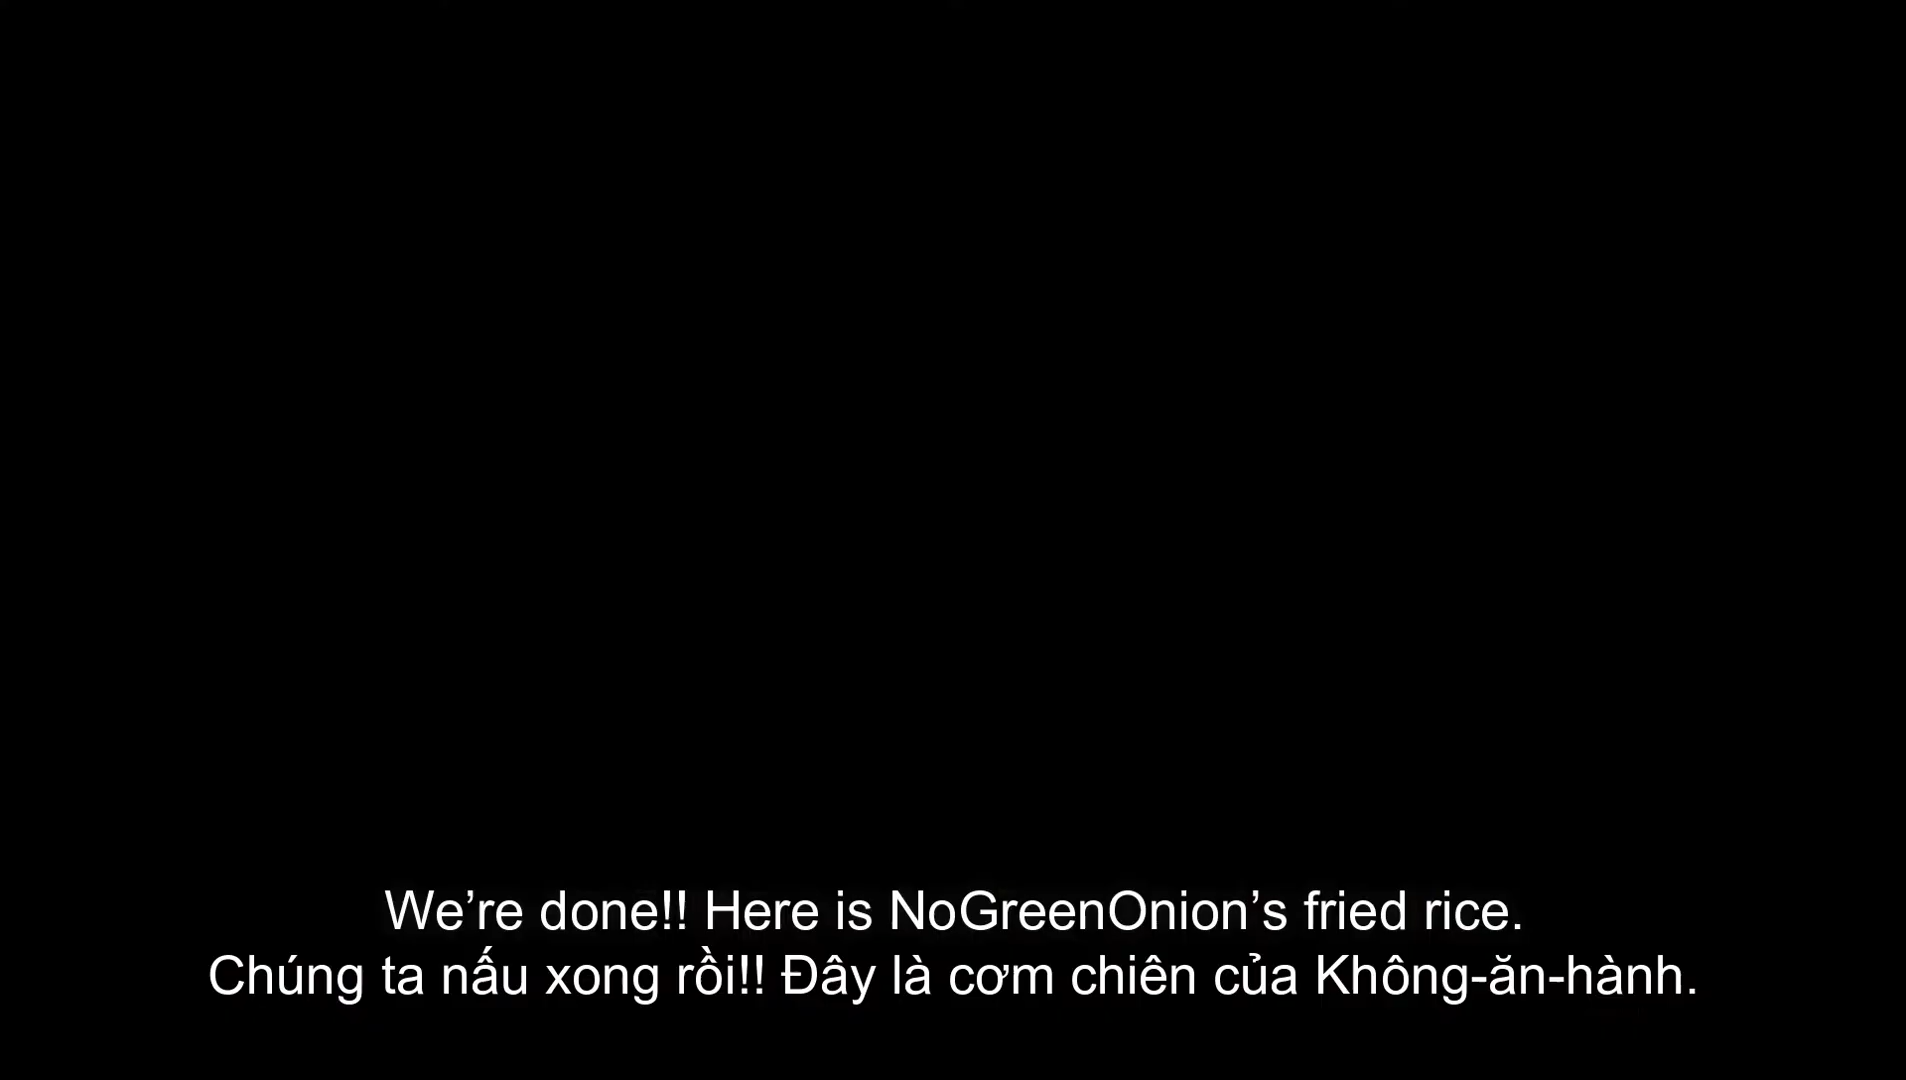 We’re done!! Here is NoGreenOnion’s fried rice.
Chúng ta nấu xong rồi!! Đây là cơm chiên của Không-ăn-hành.